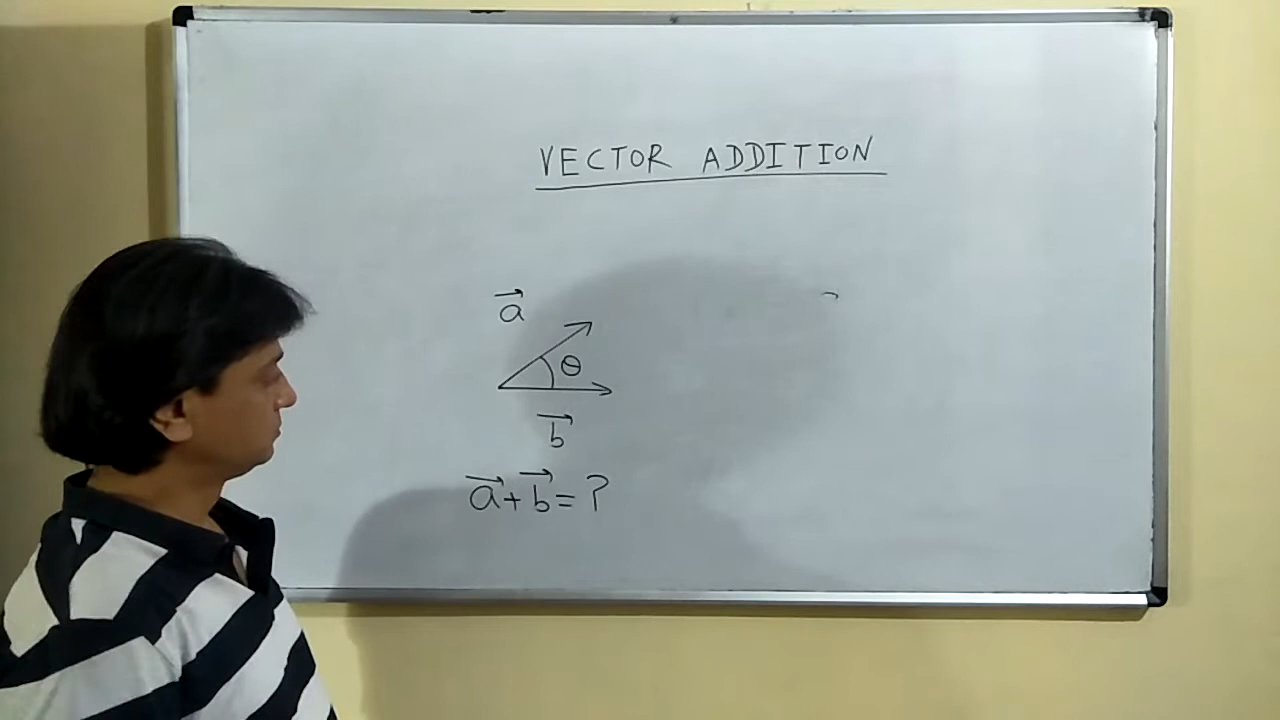 VECTOR ADDITION
a⃗
θ
b⃗
a⃗+b⃗=?